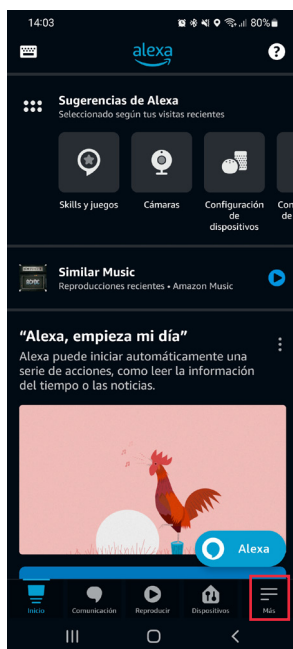 14:03
80%
alexa
?
Sugerencias de Alexa
Seleccionado según tus visitas recientes
Skills y juegos
Cámaras
Configuración
de
dispositivos
Con
de
Similar Music
Reproducciones recientes • Amazon Music
"Alexa, empieza mi día"
Alexa puede iniciar automáticamente una
serie de acciones, como leer la información
del tiempo o las noticias.
Alexa
Inicio
Comunicación
Reproducir
Dispositivos
Más